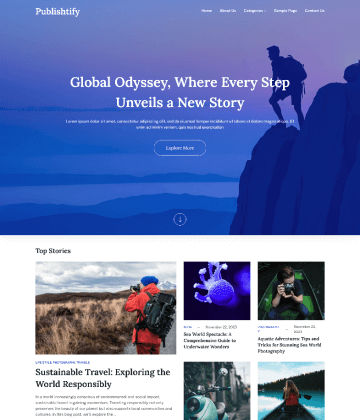 Publishtify
Home About Us Categories Sample Page Contact Us
Global Odyssey, Where Every Step
Unveils a New Story
Lorem ipsum dolor sit amet, consectetur adipiscing elit, sed do eiusmod tempor incididunt ut labore et dolore magna aliqua. Ut
enim ad minim veniam, quis nostrud exercitation
Explore More
Top Stories
LIFESTYLE PHOTOGRAPHY TRAVELS
Sustainable Travel: Exploring the
World Responsibly
In a world increasingly conscious of environmental and social impact,
sustainable travel is gaining momentum. Traveling responsibly not only
preserves the beauty of our planet but also supports local communities and
cultures. In this blog post, we'll explore the ...
November 22, 2023
Sea World Spectacle: A
Comprehensive Guide to
Underwater Wonders
November 22,
2023
Aquatic Adventures: Tips and
Tricks for Stunning Sea World
Photography